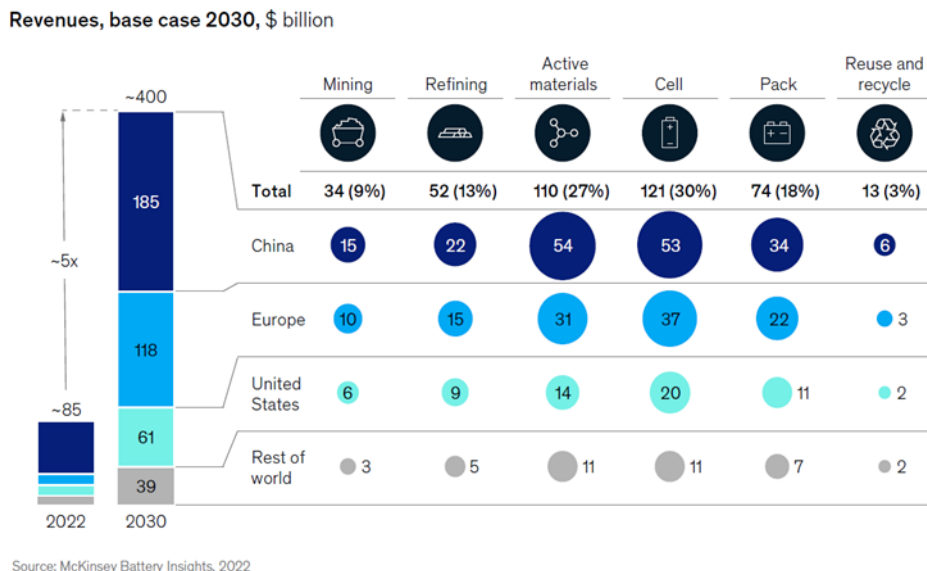 Revenues, base case 2030, $ billion
Mining
Refining
Active
materials
Cell
Pack
Reuse and
recycle
~400
Total 34 (9%) 52 (13%) 110 (27%) 121 (30%) 74 (18%) 13 (3%)
185
China 15 22 54 53 34 6
~5x
118
Europe 10 15 31 37 22 3
United
States
6 9 14 20 11 2
~85
61
Rest of
world
3 5 11 11 7 2
39
2022 2030
Source: McKinsey Battery Insights, 2022